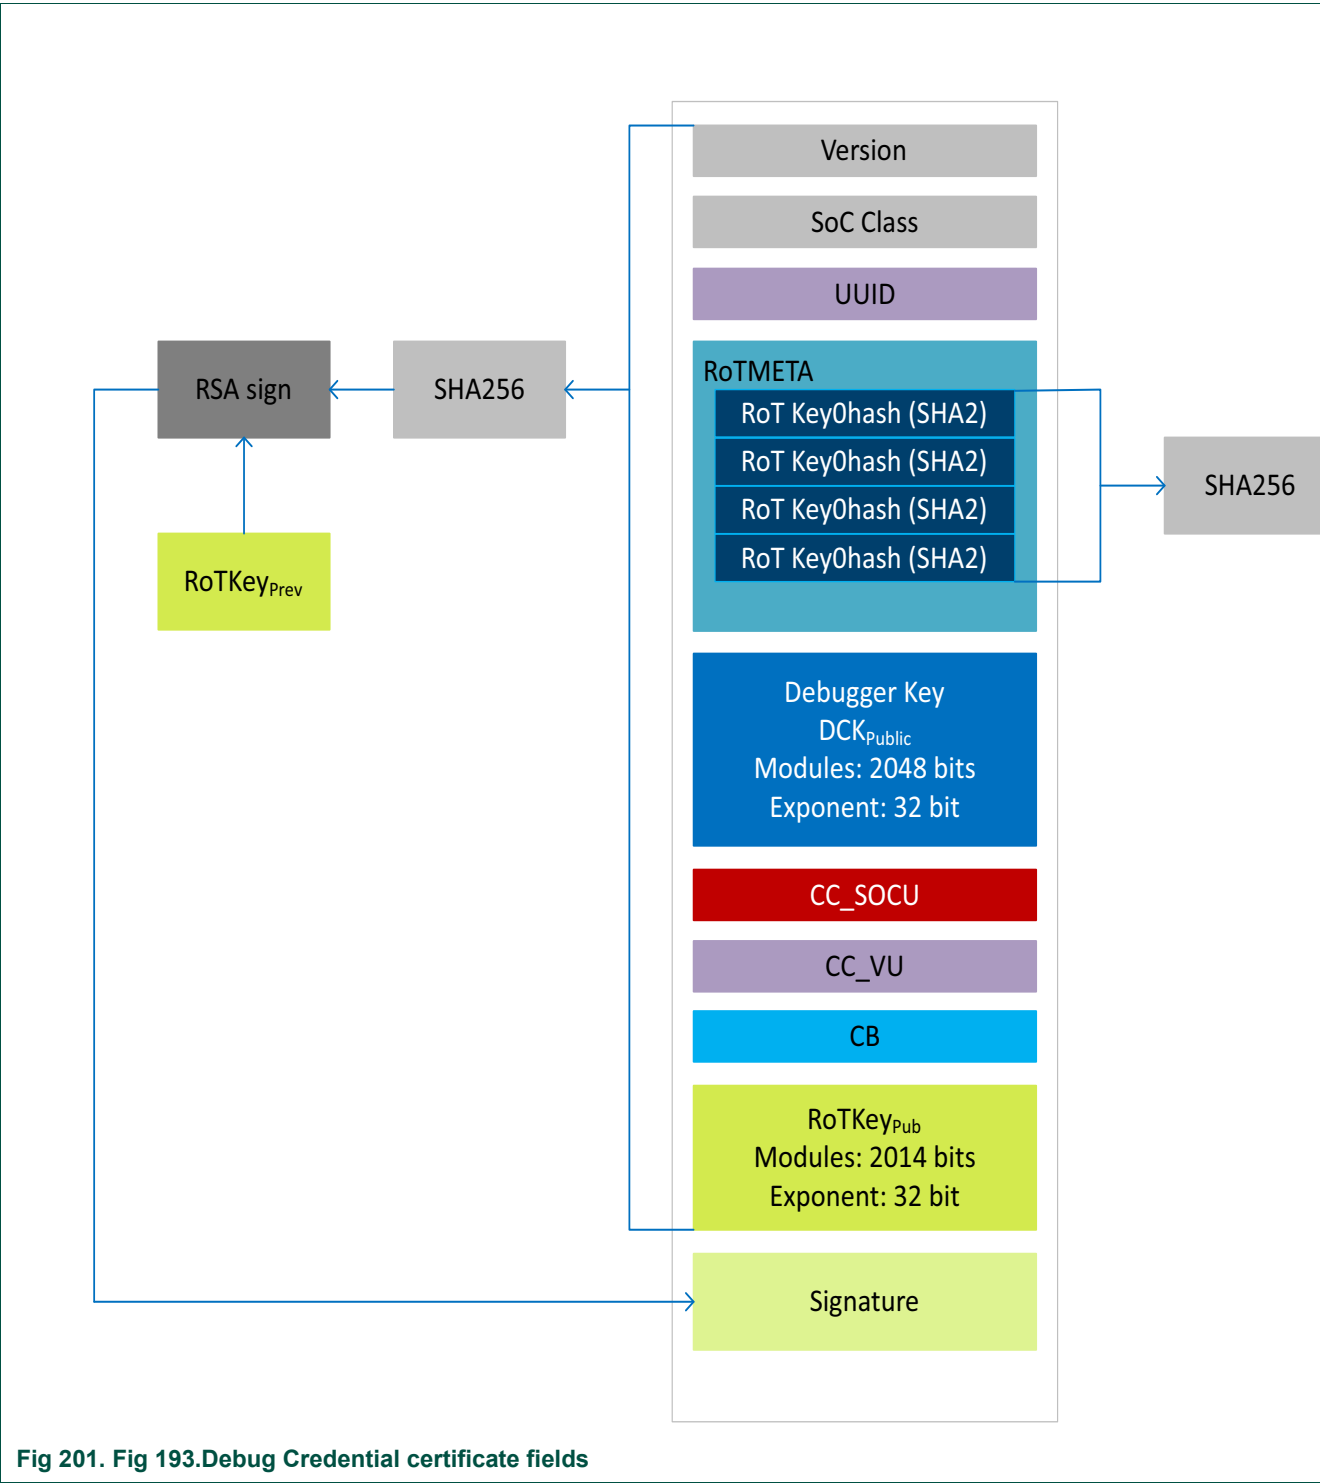 Version
SoC Class
UUID
RSA sign
SHA256
RoTMETA
RoT Key0hash (SHA2)
RoT Key0hash (SHA2)
RoT Key0hash (SHA2)
RoT Key0hash (SHA2)
SHA256
RoTKeyPrev
Debugger Key
DCKPublic
Modules: 2048 bits
Exponent: 32 bit
CC_SOCU
CC_VU
CB
RoTKeyPub
Modules: 2014 bits
Exponent: 32 bit
Signature
Fig 201. Fig 193.Debug Credential certificate fields